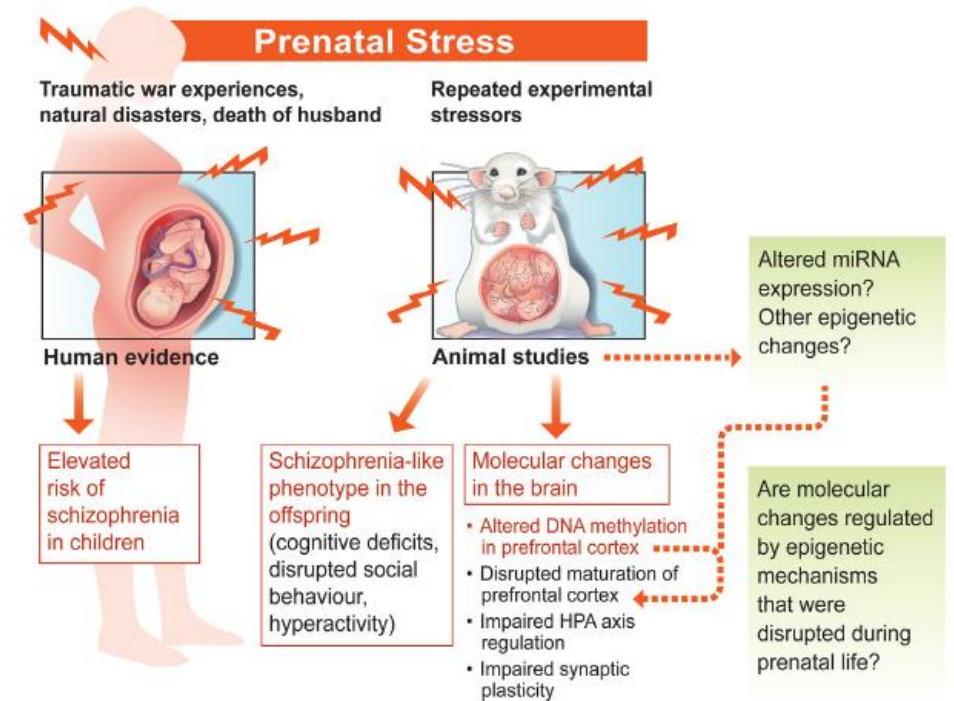 Prenatal Stress
Traumatic war experiences,
natural disasters, death of husband
Repeated experimental
stressors
Human evidence
Animal studies
Altered miRNA
expression?
Other epigenetic
changes?
Elevated
risk of
schizophrenia
in children
Schizophrenia-like
phenotype in the
offspring
(cognitive deficits,
disrupted social
behaviour,
hyperactivity)
Molecular changes
in the brain
• Altered DNA methylation
in prefrontal cortex
• Disrupted maturation of
prefrontal cortex
• Impaired HPA axis
regulation
• Impaired synaptic
plasticity
Are molecular
changes regulated
by epigenetic
mechanisms
that were
disrupted during
prenatal life?